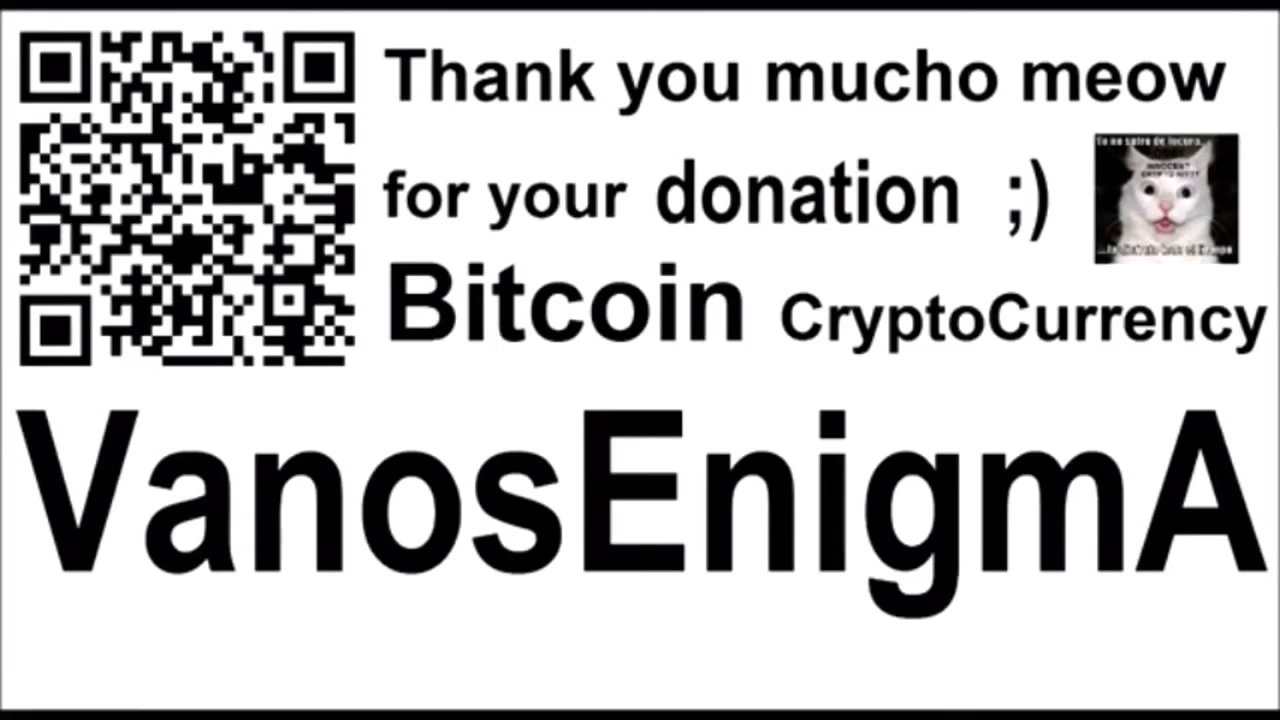 Thank you mucho meow
for your donation ;)
Bitcoin CryptoCurrency
VanosEnigmA